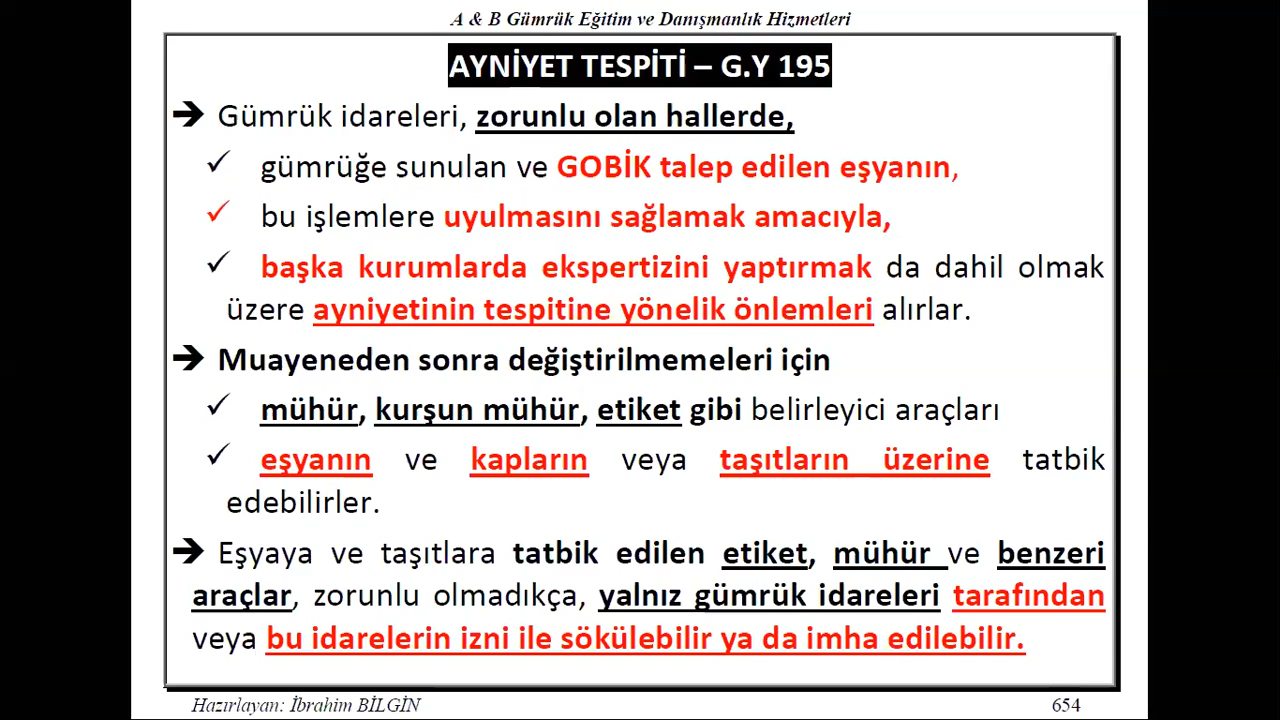 A & B Gümrük Eğitim ve Danışmanlık Hizmetleri
AYNİYET TESPİTİ – G.Y 195
➔ Gümrük idareleri, zorunlu olan hallerde,
✓ gümrüğe sunulan ve GOBİK talep edilen eşyanın,
✓ bu işlemlere uyulmasını sağlamak amacıyla,
✓ başka kurumlarda ekspertizini yaptırmak da dahil olmak
üzere ayniyetinin tespitine yönelik önlemleri alırlar.
➔ Muayeneden sonra değiştirilmemeleri için
✓ mühür, kurşun mühür, etiket gibi belirleyici araçları
✓ eşyanın ve kapların veya taşıtların üzerine tatbik
edebilirler.
➔ Eşyaya ve taşıtlara tatbik edilen etiket, mühür ve benzeri
araçlar, zorunlu olmadıkça, yalnız gümrük idareleri tarafından
veya bu idarelerin izni ile sökülebilir ya da imha edilebilir.
Hazırlayan: İbrahim BİLGİN 654